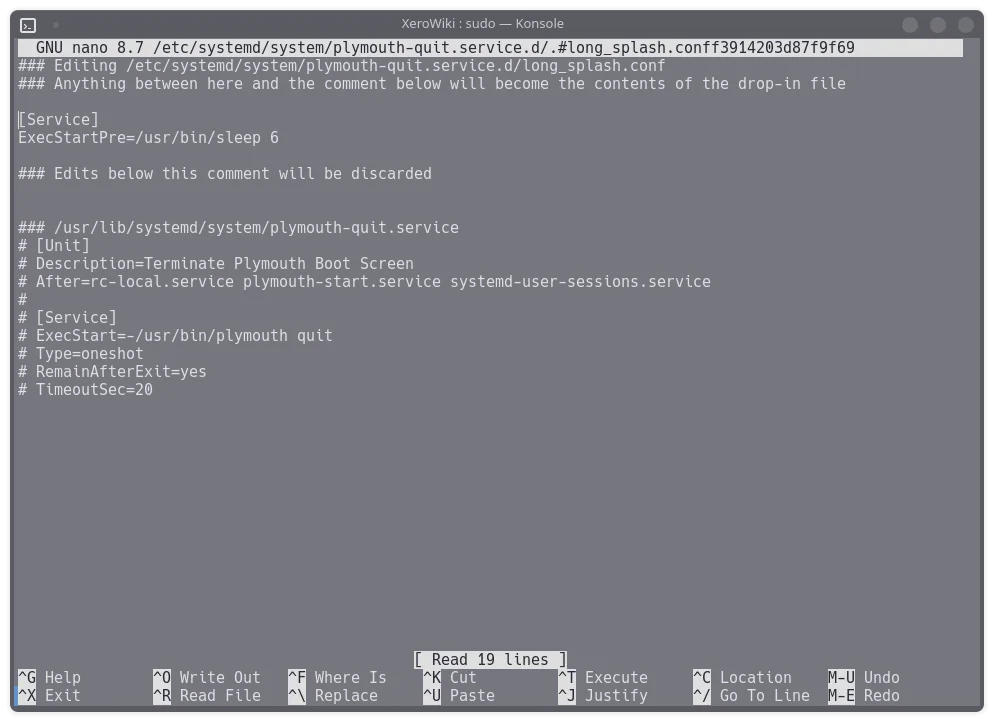 XeroWiki : sudo — Konsole
GNU nano 8.7 /etc/systemd/system/plymouth-quit.service.d/.#long_splash.conff3914203d87f9f69
### Editing /etc/systemd/system/plymouth-quit.service.d/long_splash.conf
### Anything between here and the comment below will become the contents of the drop-in file
[Service]
ExecStartPre=/usr/bin/sleep 6
### Edits below this comment will be discarded
### /usr/lib/systemd/system/plymouth-quit.service
# [Unit]
# Description=Terminate Plymouth Boot Screen
# After=rc-local.service plymouth-start.service systemd-user-sessions.service
#
# [Service]
# ExecStart=-/usr/bin/plymouth quit
# Type=oneshot
# RemainAfterExit=yes
# TimeoutSec=20
[ Read 19 lines ]
^G Help ^O Write Out ^F Where Is ^K Cut ^T Execute ^C Location M-U Undo
^X Exit ^R Read File ^\ Replace ^U Paste ^J Justify ^/ Go To Line M-E Redo